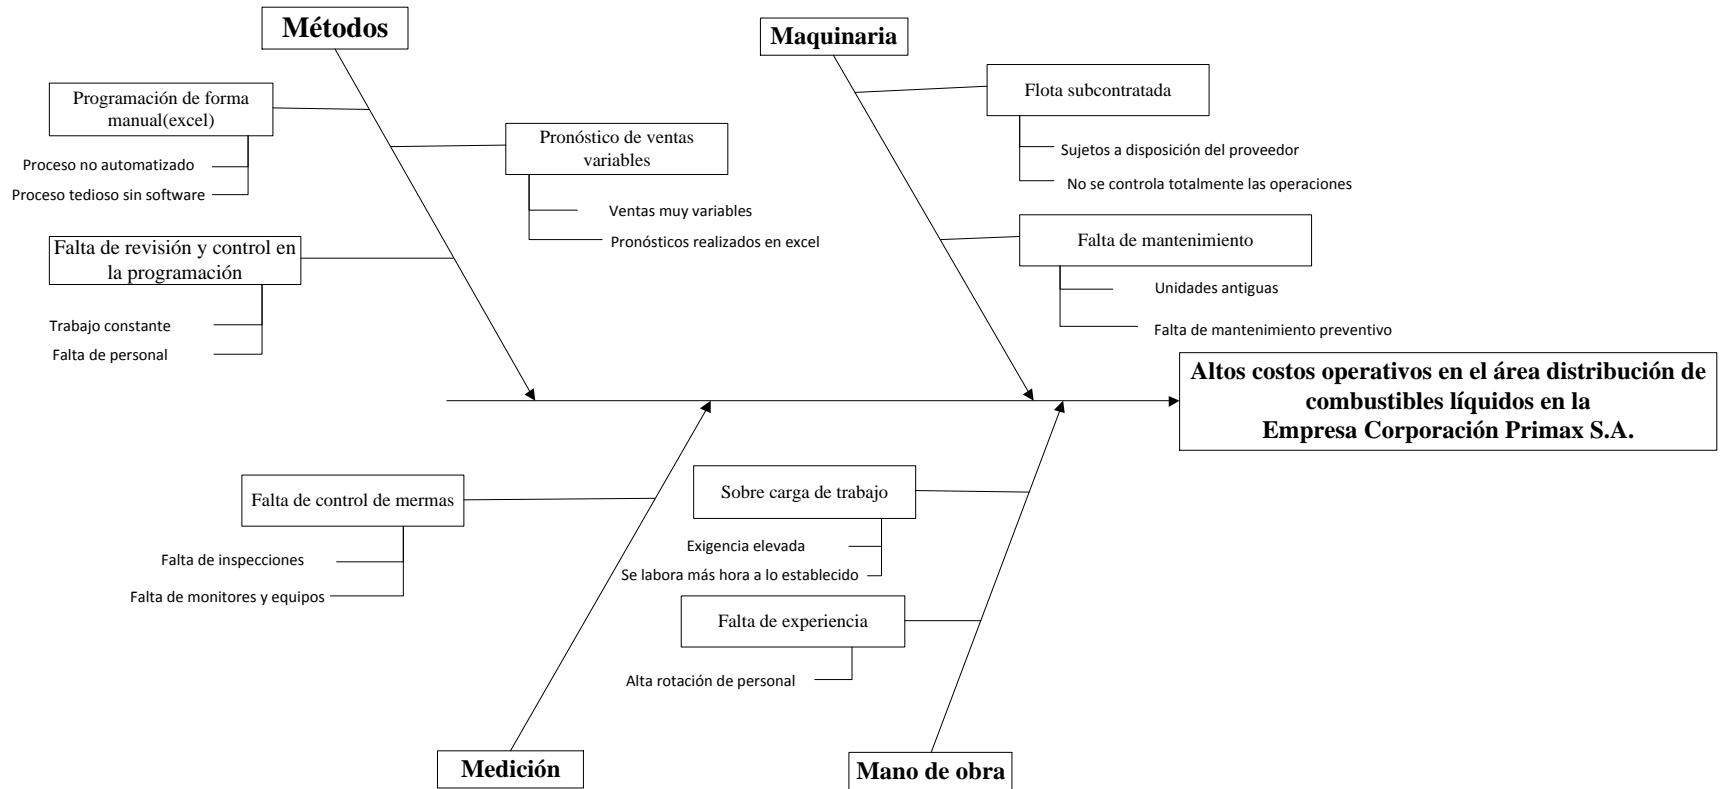 Métodos
Programación de forma
manual(excel)
Proceso no automatizado
Proceso tedioso sin software
Pronóstico de ventas
variables
Ventas muy variables
Pronósticos realizados en excel
Falta de revisión y control en
la programación
Trabajo constante
Falta de personal
Maquinaria
Flota subcontratada
Sujetos a disposición del proveedor
No se controla totalmente las operaciones
Falta de mantenimiento
Unidades antiguas
Falta de mantenimiento preventivo
Altos costos operativos en el área distribución de
combustibles líquidos en la
Empresa Corporación Primax S.A.
Falta de control de mermas
Falta de inspecciones
Falta de monitores y equipos
Medición
Sobre carga de trabajo
Exigencia elevada
Se labora más hora a lo establecido
Falta de experiencia
Alta rotación de personal
Mano de obra